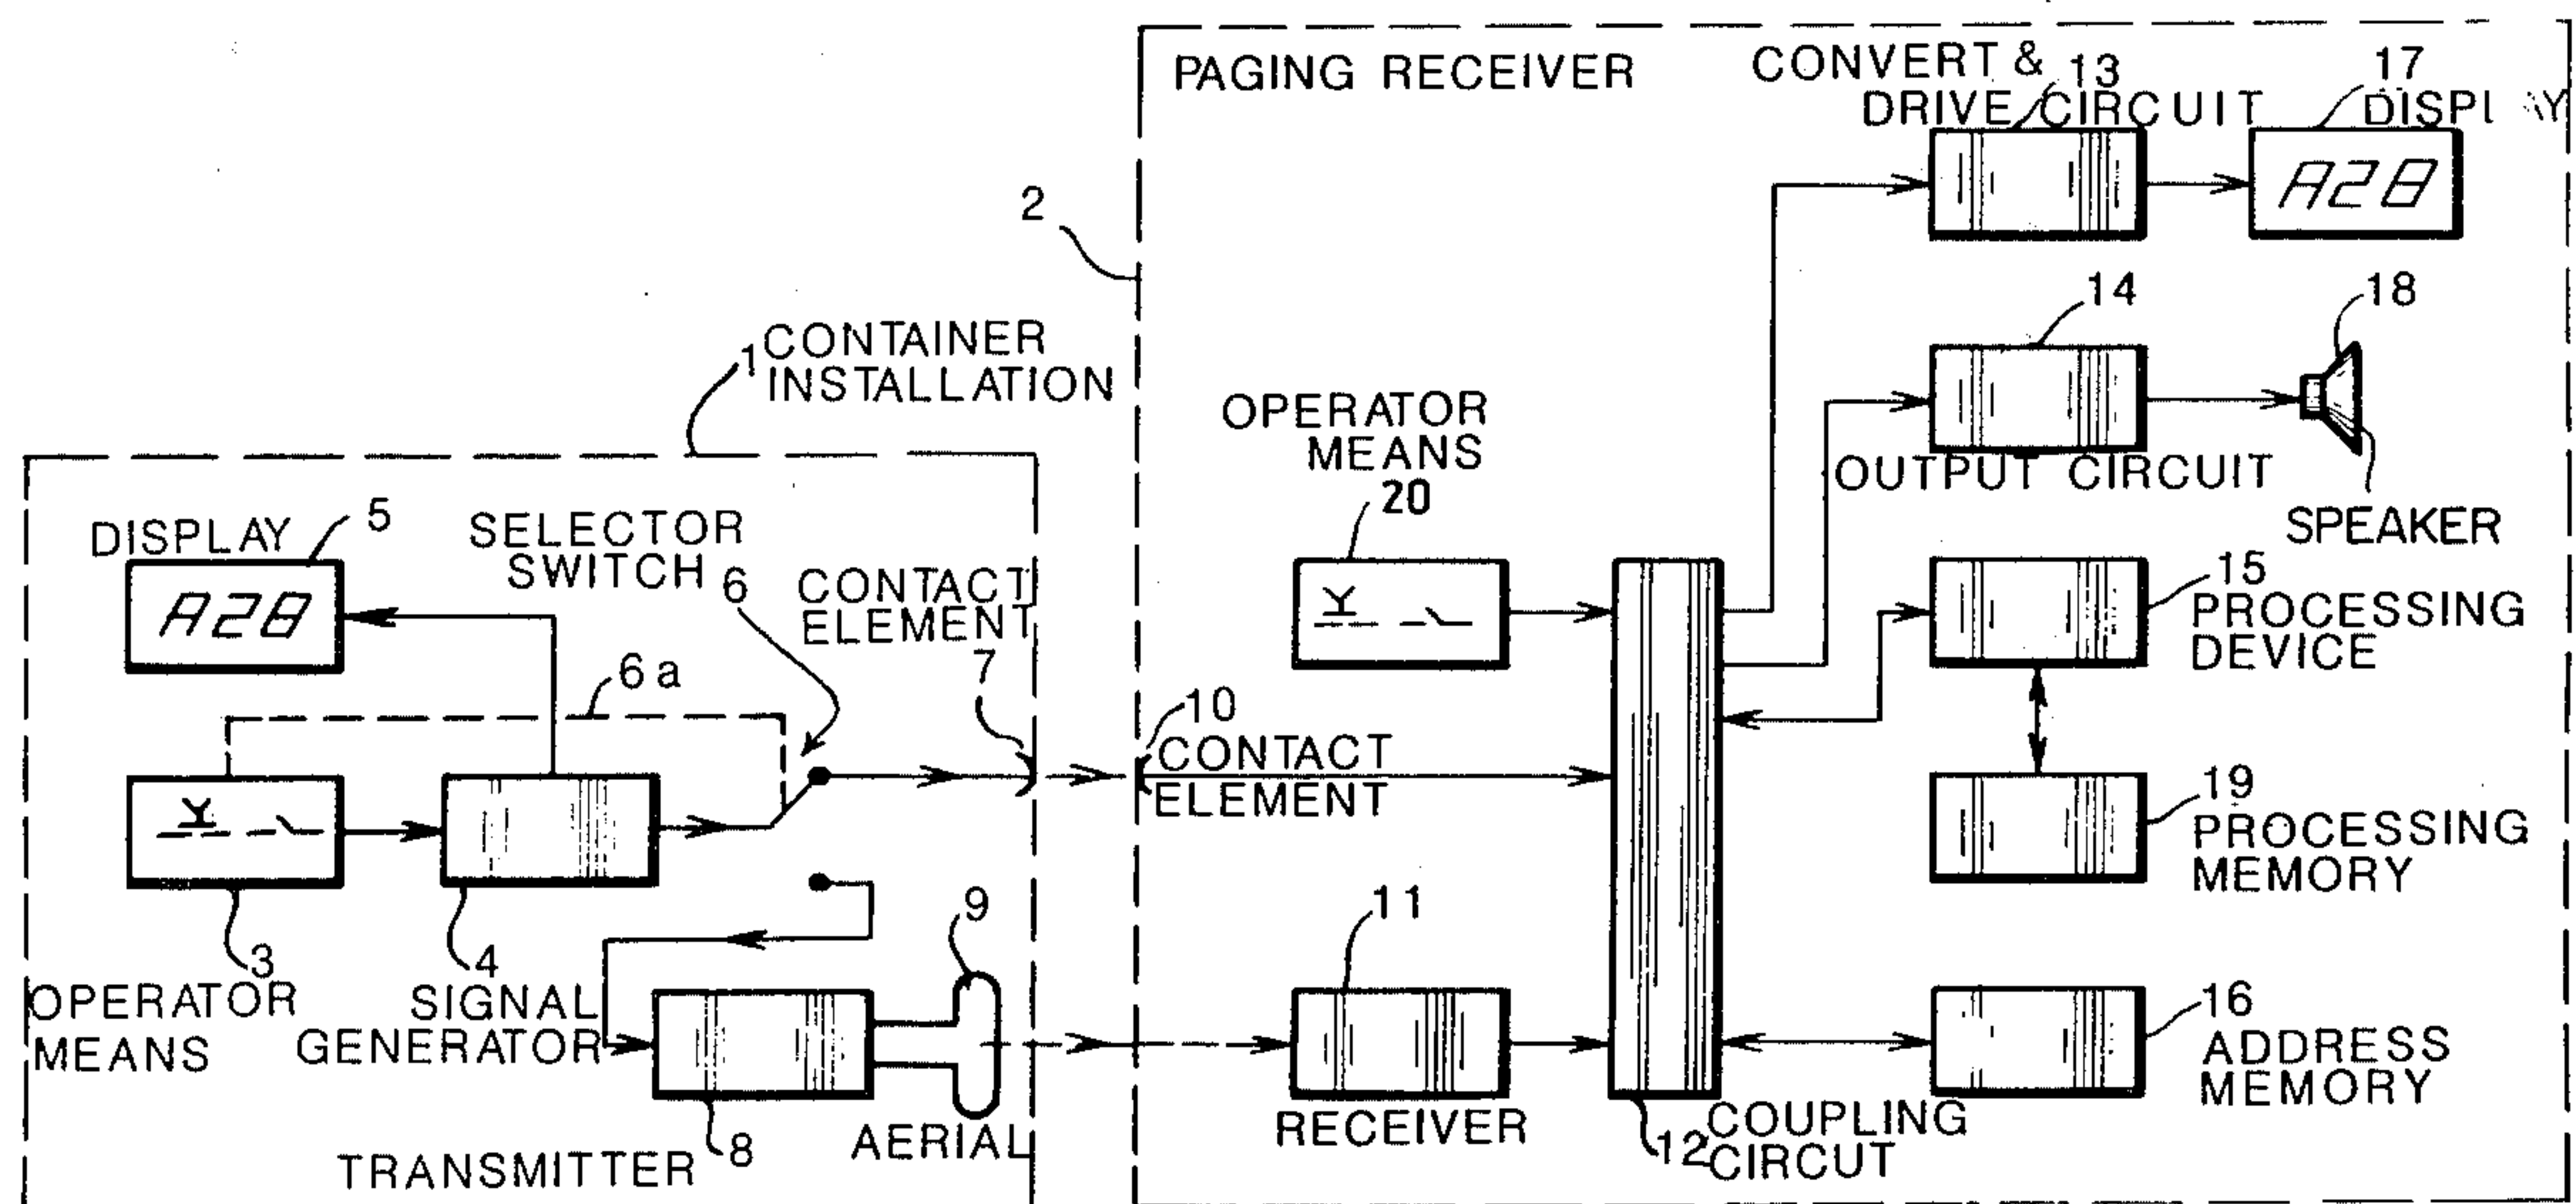 PAGING RECEIVER
CONVERT &
DRIVE CIRCUIT
13
17
A28
2
14
18
OUTPUT CIRCUIT
SPEAKER
1 CONTAINER
INSTALLATION
OPERATOR
MEANS
20
K
DISPLAY
5
A28
SELECTOR
SWITCH
6
CONTACT
ELEMENT
7
6a
10
CONTACT
ELEMENT
15
PROCESSING
DEVICE
19
PROCESSING
MEMORY
K
3
OPERATOR
MEANS
4
SIGNAL
GENERATOR
9
AERIAL
8
TRANSMITTER
11
RECEIVER
12 COUPLING
CIRCUT
16
ADDRESS
MEMORY